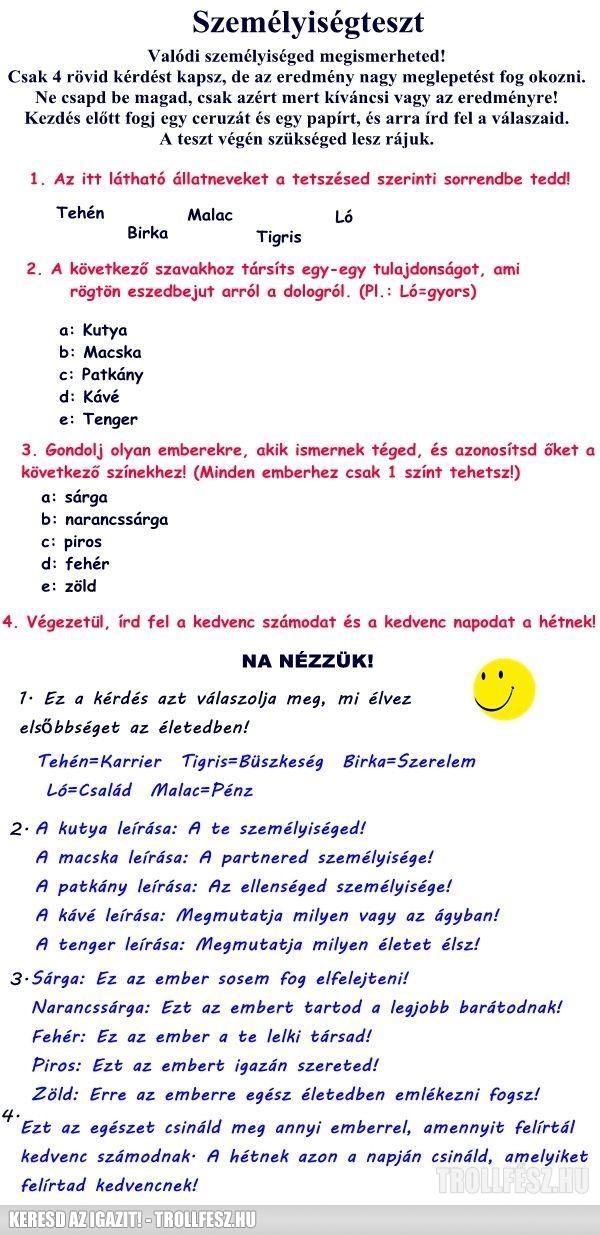 Személyiségteszt
Valódi személyiséged megismerheted!
Csak 4 rövid kérdést kapsz, de az eredmény nagy meglepetést fog okozni.
Ne csapd be magad, csak azért mert kíváncsi vagy az eredményre!
Kezdés előtt fogj egy ceruzát és egy papírt, és arra írd fel a válaszaid.
A teszt végén szükséged lesz rájuk.
1. Az itt látható állatneveket a tetszésed szerinti sorrendbe tedd!
Tehén Birka Malac Tigris Ló
2. A következő szavakhoz társíts egy-egy tulajdonságot, ami
rögtön eszedbejut arról a dologról. (Pl.: Ló=gyors)
a: Kutya
b: Macska
c: Patkány
d: Kávé
e: Tenger
3. Gondolj olyan emberekre, akik ismernek téged, és azonosítsd őket a
következő színekhez! (Minden emberhez csak 1 színt tehetsz!)
a: sárga
b: narancssárga
c: piros
d: fehér
e: zöld
4. Végezetül, írd fel a kedvenc számodat és a kedvenc napodat a hétnek!
NA NÉZZÜK!
1. Ez a kérdés azt válaszolja meg, mi élvez
elsőbbséget az életedben!
Tehén=Karrier Tigris=Büszkeség Birka=Szerelem
Ló=Család Malac=Pénz
2. A kutya leírása: A te személyiséged!
A macska leírása: A partnered személyisége!
A patkány leírása: Az ellenséged személyisége!
A kávé leírása: Megmutatja milyen vagy az ágyban!
A tenger leírása: Megmutatja milyen életet élsz!
3. Sárga: Ez az ember sosem fog elfelejteni!
Narancssárga: Ezt az embert tartod a legjobb barátodnak!
Fehér: Ez az ember a te lelki társad!
Piros: Ezt az embert igazán szereted!
Zöld: Erre az emberre egész életedben emlékezni fogsz!
4. Ezt az egészet csináld meg annyi emberrel, amennyit felírtál
kedvenc számodnak. A hétnek azon a napján csináld, amelyiket
felírtad kedvencnek!
TROLLFÉSZ.HU
KERESD AZ IGAZIT! - TROLLFESZ.HU